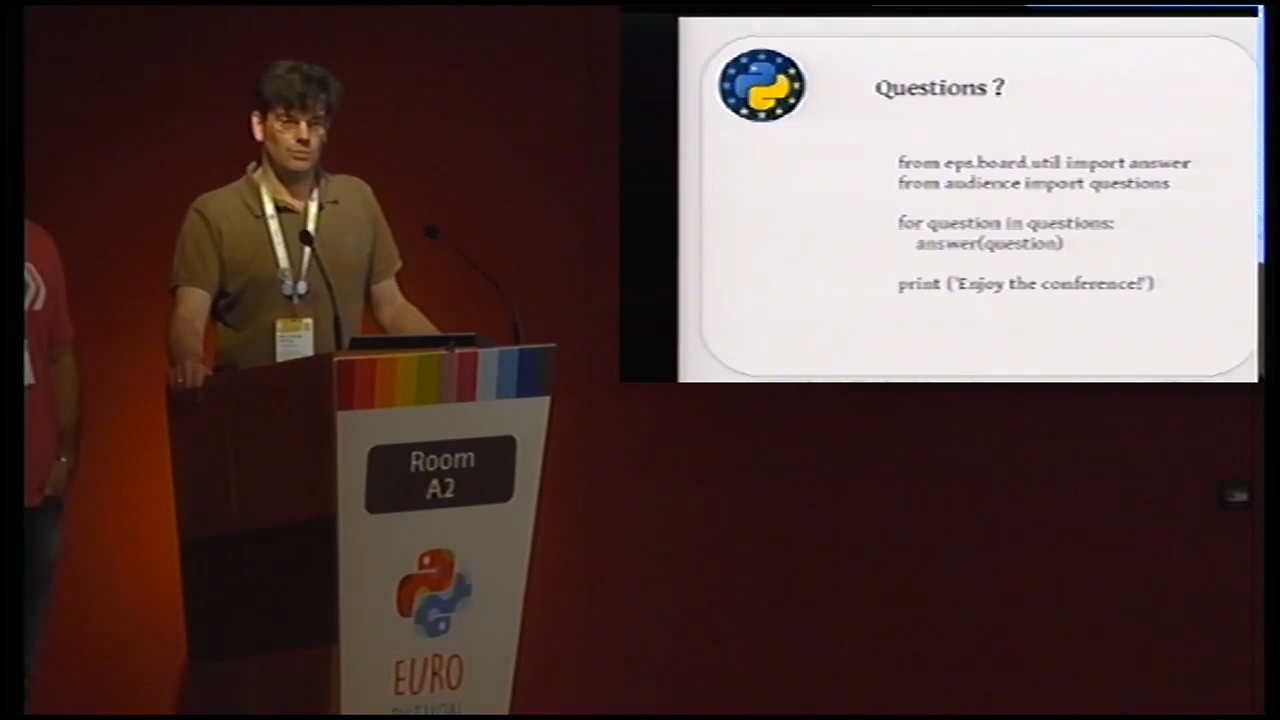 Questions ?
from eps.board.util import answer
from audience import questions
for question in questions:
answer(question)
print ('Enjoy the conference!')
Room
A2
EURO
PYTHON